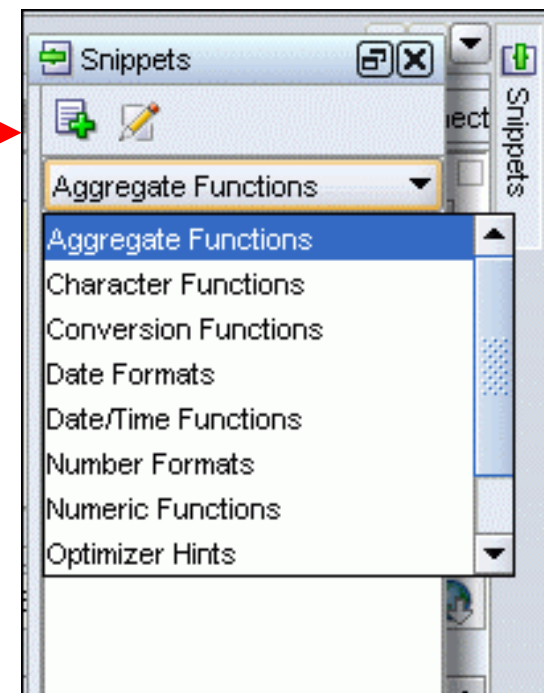 Snippets
Snippets
ect
Aggregate Functions
Aggregate Functions
Character Functions
Conversion Functions
Date Formats
Date/Time Functions
Number Formats
Numeric Functions
Optimizer Hints